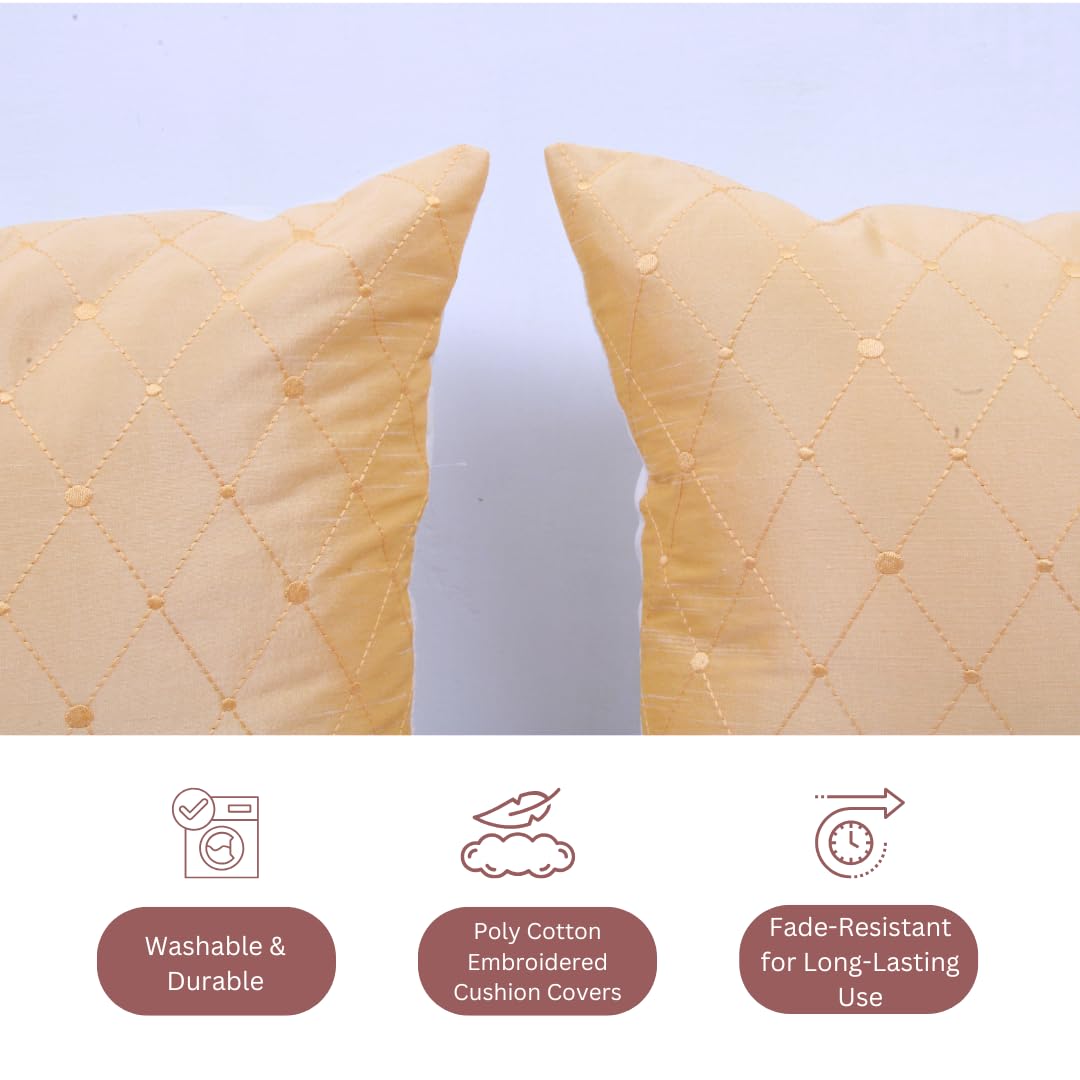 Washable &
Durable
Poly Cotton
Embroidered
Cushion Covers
Fade-Resistant
for Long-Lasting
Use